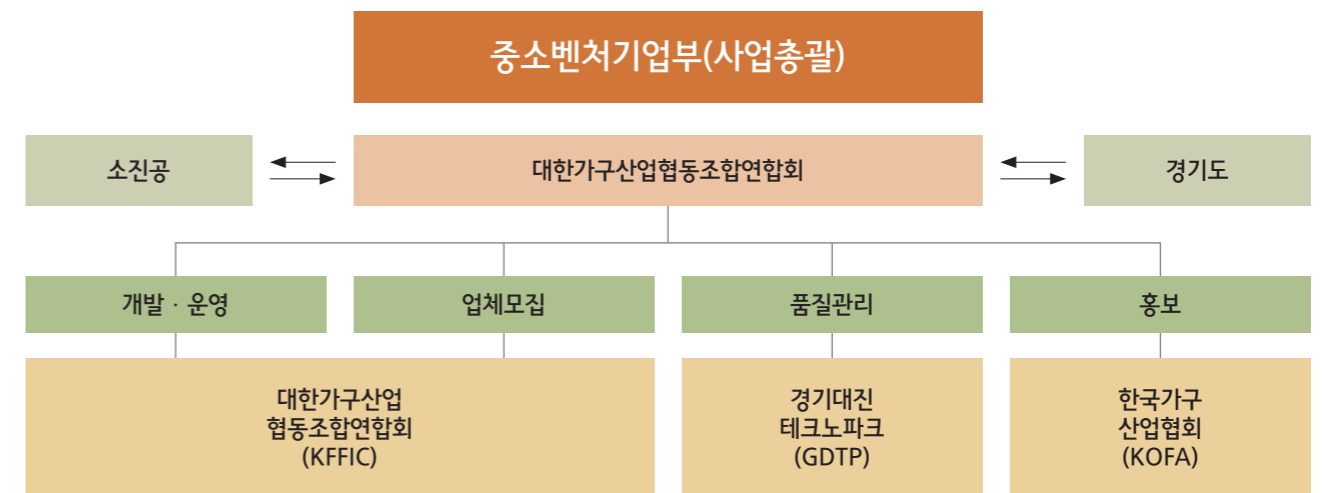 중소벤처기업부(사업총괄)
소진공
대한가구산업협동조합연합회
경기도
개발 · 운영
업체모집
품질관리
홍보
대한가구산업
협동조합연합회
(KFFIC)
경기대진
테크노파크
(GDTP)
한국가구
산업협회
(KOFA)